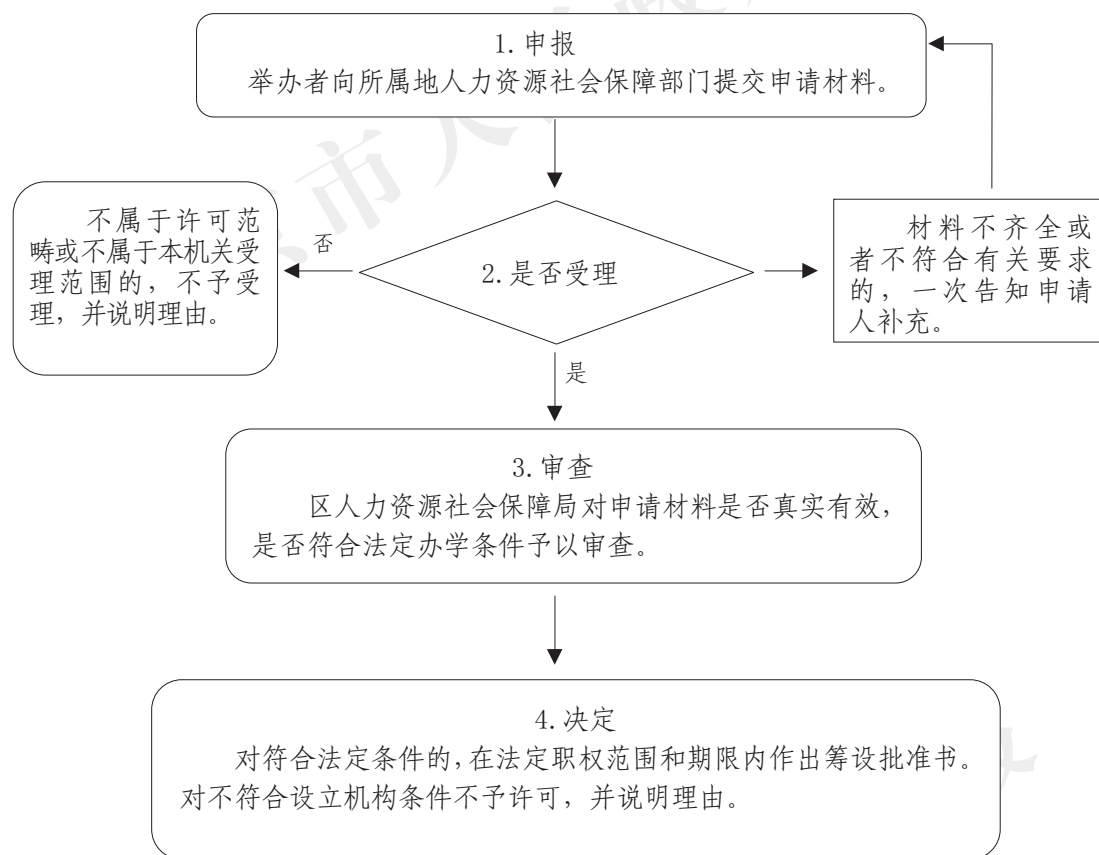 1.申报
举办者向所属地人力资源社会保障部门提交申请材料。
不属于许可范
畴或不属于本机关受
理范围的，不予受
理，并说明理由。
否
2.是否受理
材料不齐全或
者不符合有关要求
的，一次告知申请
人补充。
是
3.审查
区人力资源社会保障局对申请材料是否真实有效，
是否符合法定办学条件予以审查。
4.决定
对符合法定条件的，在法定职权范围和期限内作出筹设批准书。
对不符合设立机构条件不予许可，并说明理由。